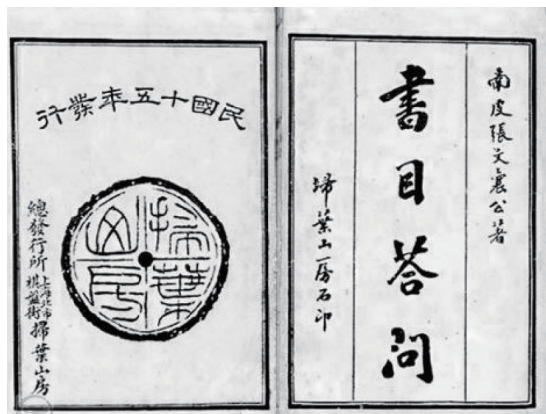 南皮張文襄公著
書目荅問
掃葉山房石印
民國十五年發行
掃葉山房
總發行所
上海北市
棋盤街
掃葉山房